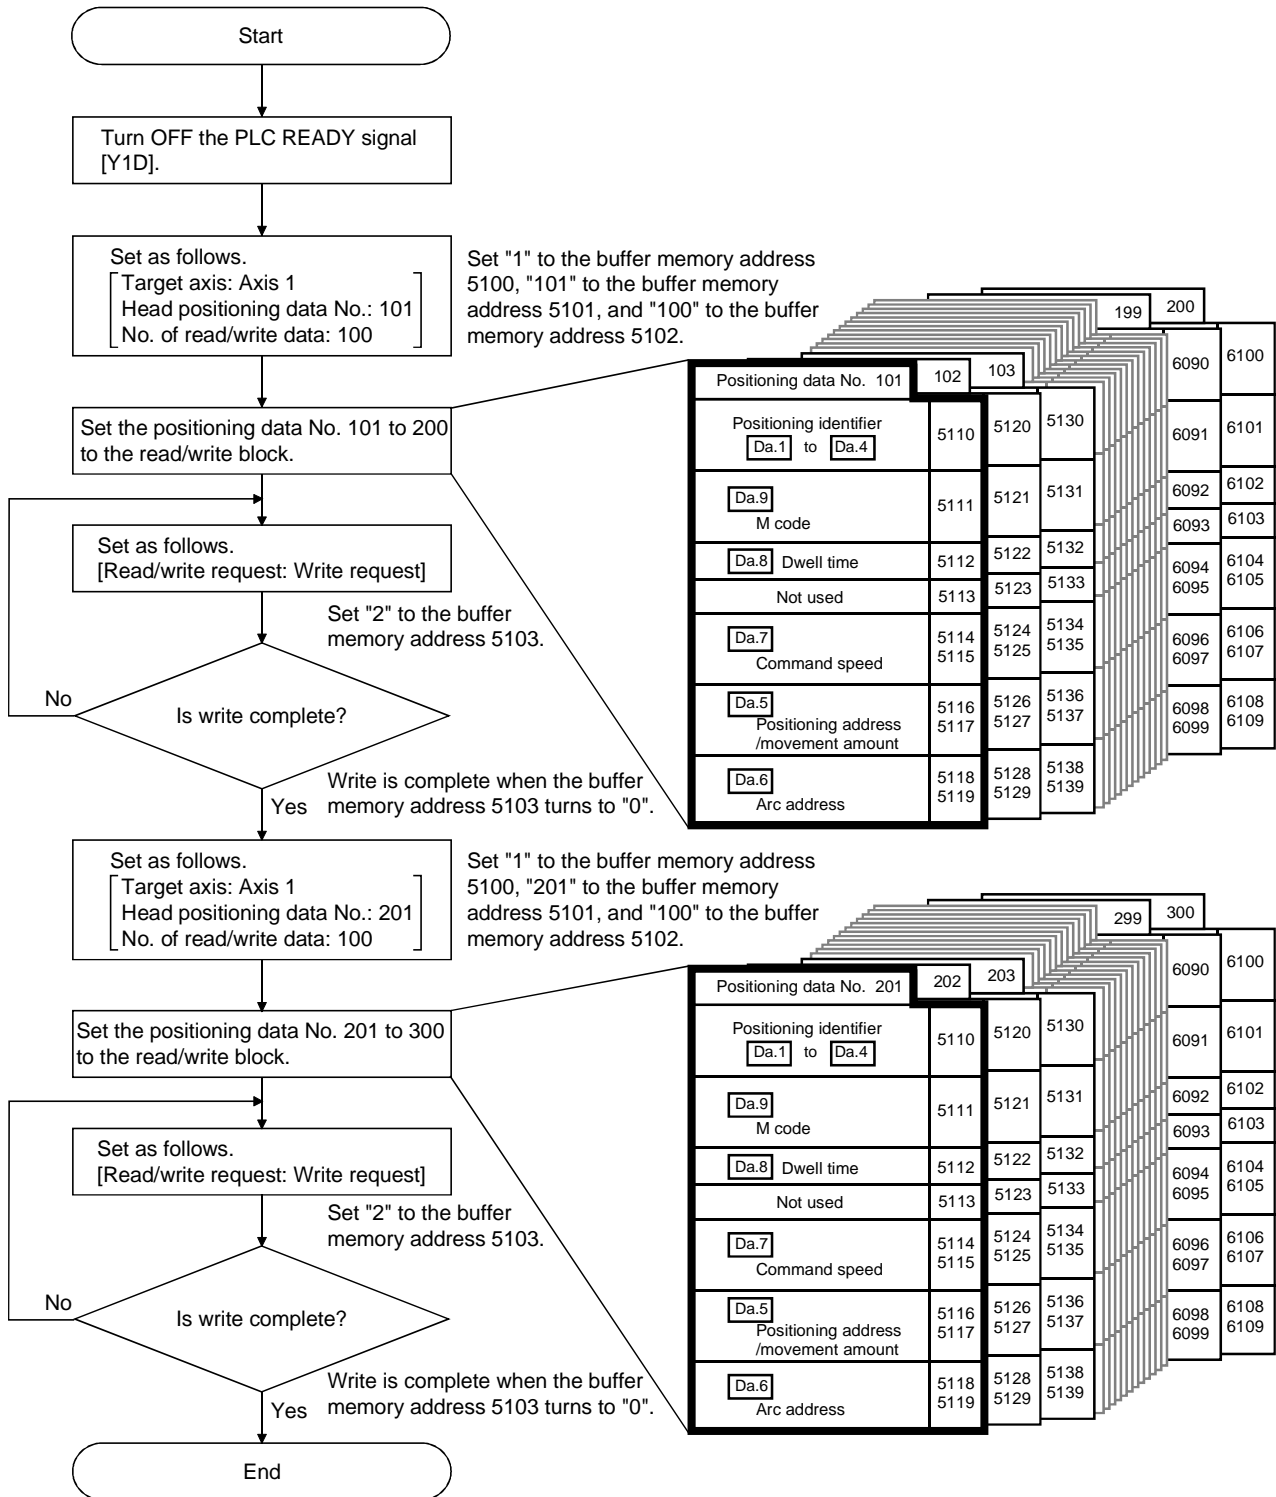 Start
Turn OFF the PLC READY signal
[Y1D].
Set as follows.
Target axis: Axis 1
Head positioning data No.: 101
No. of read/write data: 100
Set "1" to the buffer memory address
5100, "101" to the buffer memory
address 5101, and "100" to the buffer
memory address 5102.
Set the positioning data No. 101 to 200
to the read/write block.
Set as follows.
[Read/write request: Write request]
Set "2" to the buffer
memory address 5103.
Is write complete?
No
Yes
Write is complete when the buffer
memory address 5103 turns to "0".
Positioning data No. 101
102
103
199
200
Positioning identifier
Da.1 to Da.4
5110
5120
5130
6090
6100
Da.9
M code
5111
5121
5131
6091
6101
Da.8 Dwell time
5112
5122
5132
6092
6102
Not used
5113
5123
5133
6093
6103
Da.7
Command speed
5114
5115
5124
5125
5134
5135
6094
6095
6104
6105
Da.5
Positioning address
/movement amount
5116
5117
5126
5127
5136
5137
6096
6097
6106
6107
Da.6
Arc address
5118
5119
5128
5129
5138
5139
6098
6099
6108
6109
Set as follows.
Target axis: Axis 1
Head positioning data No.: 201
No. of read/write data: 100
Set "1" to the buffer memory address
5100, "201" to the buffer memory
address 5101, and "100" to the buffer
memory address 5102.
Set the positioning data No. 201 to 300
to the read/write block.
Set as follows.
[Read/write request: Write request]
Set "2" to the buffer
memory address 5103.
Is write complete?
No
Yes
Write is complete when the buffer
memory address 5103 turns to "0".
End
Positioning data No. 201
202
203
299
300
Positioning identifier
Da.1 to Da.4
5110
5120
5130
6090
6100
Da.9
M code
5111
5121
5131
6091
6101
Da.8 Dwell time
5112
5122
5132
6092
6102
Not used
5113
5123
5133
6093
6103
Da.7
Command speed
5114
5115
5124
5125
5134
5135
6094
6095
6104
6105
Da.5
Positioning address
/movement amount
5116
5117
5126
5127
5136
5137
6096
6097
6106
6107
Da.6
Arc address
5118
5119
5128
5129
5138
5139
6098
6099
6108
6109